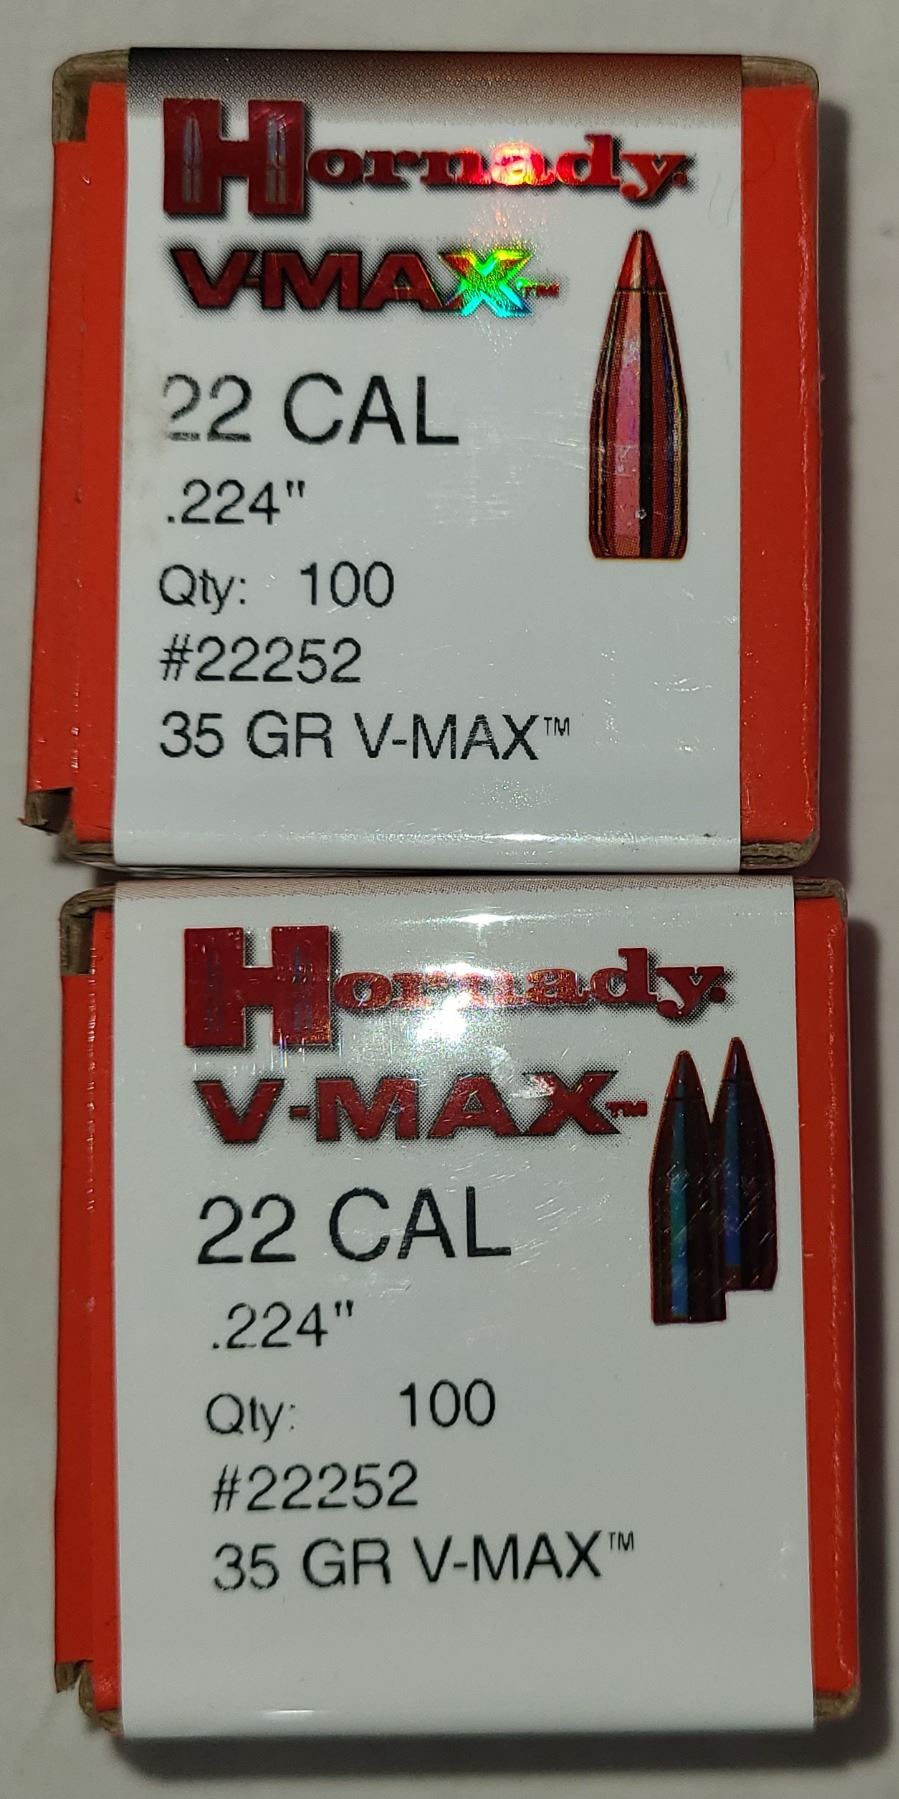 Hornady.
V-MAX™
22 CAL
.224"
Qty: 100
#22252
35 GR V-MAX™
Hornady.
V-MAX™
22 CAL
.224"
Qty: 100
#22252
35 GR V-MAX™